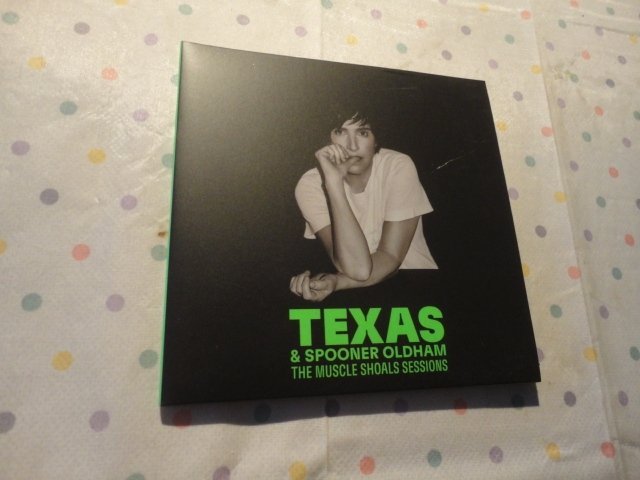 TEXAS
& SPOONER OLDHAM
THE MUSCLE SHOALS SESSIONS